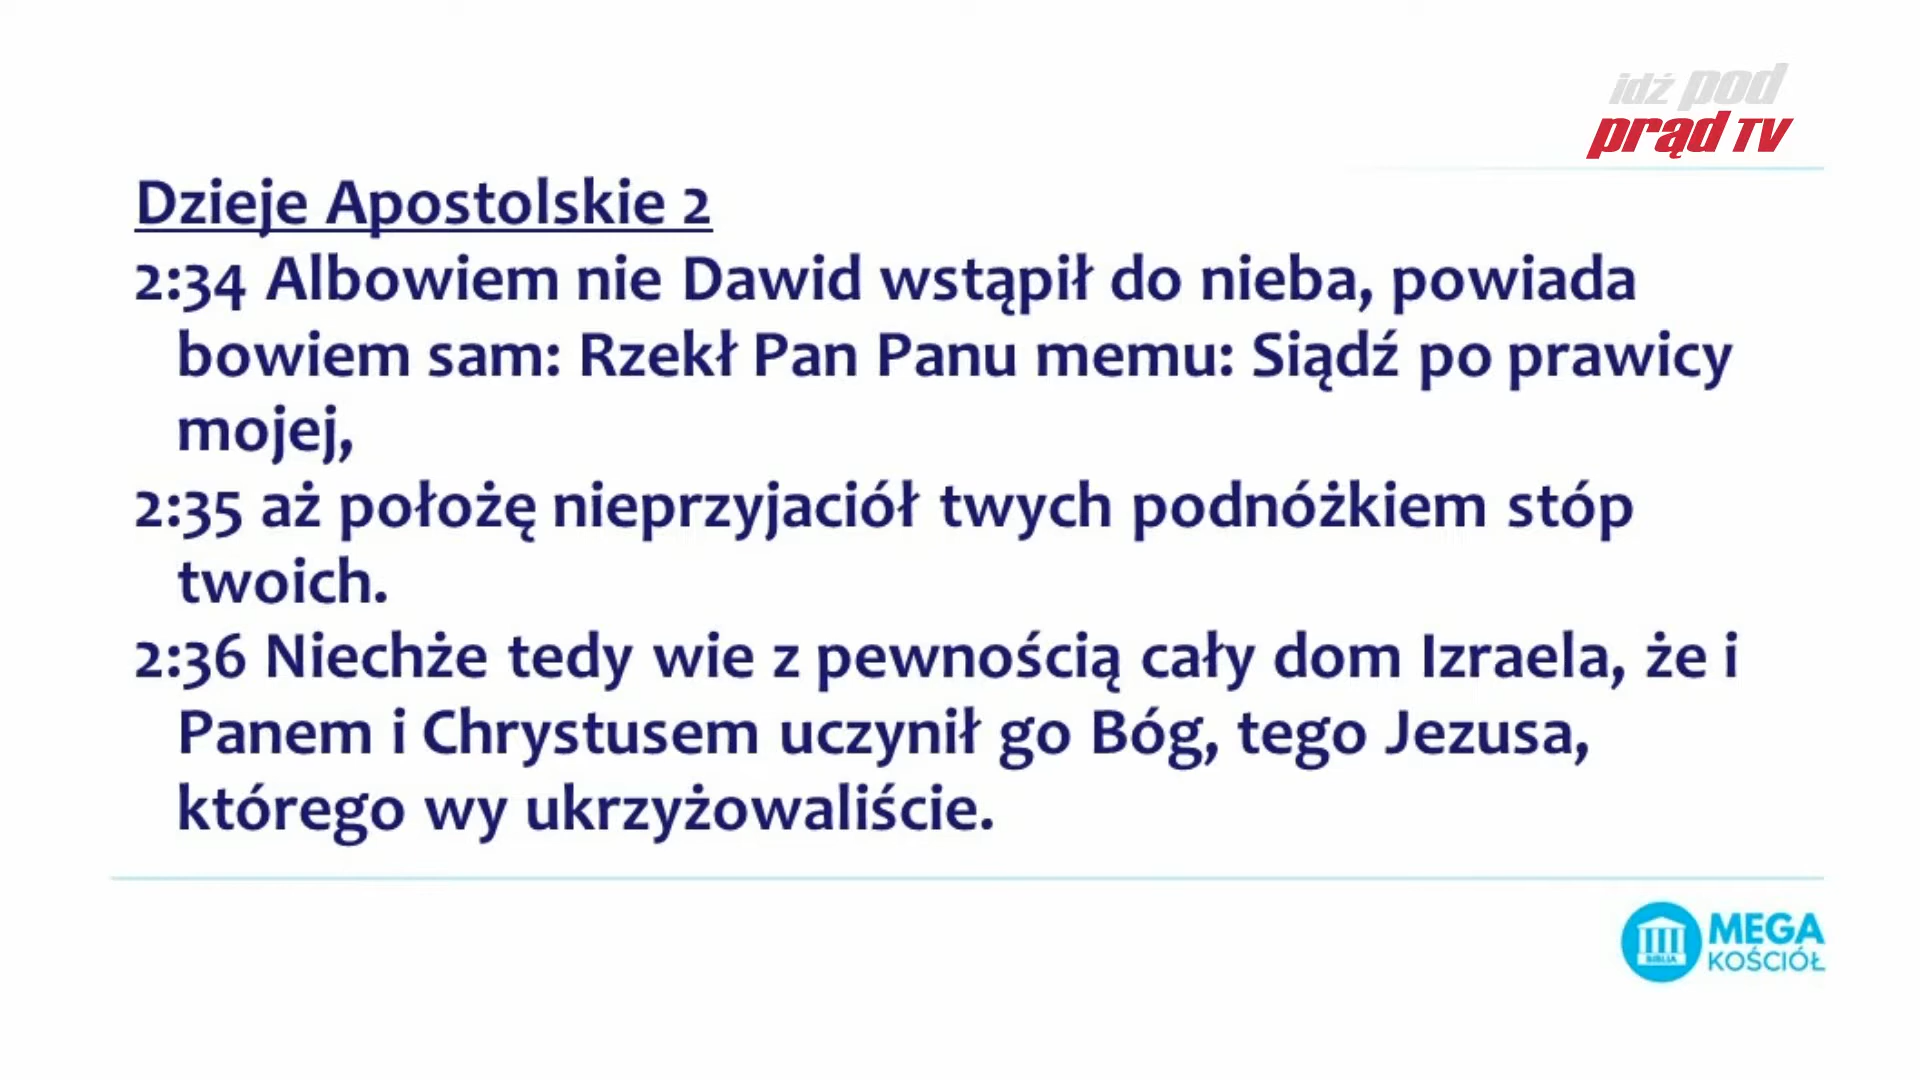 idź pod
prąd TV
Dzieje Apostolskie 2
2:34 Albowiem nie Dawid wstąpił do nieba, powiada
bowiem sam: Rzekł Pan Panu memu: Siądź po prawicy
mojej,
2:35 aż położę nieprzyjaciół twych podnóżkiem stóp
twoich.
2:36 Niechże tedy wie z pewnością cały dom Izraela, że i
Panem i Chrystusem uczynił go Bóg, tego Jezusa,
którego wy ukrzyżowaliście.
BIBLIA
MEGA
KOŚCIÓŁ